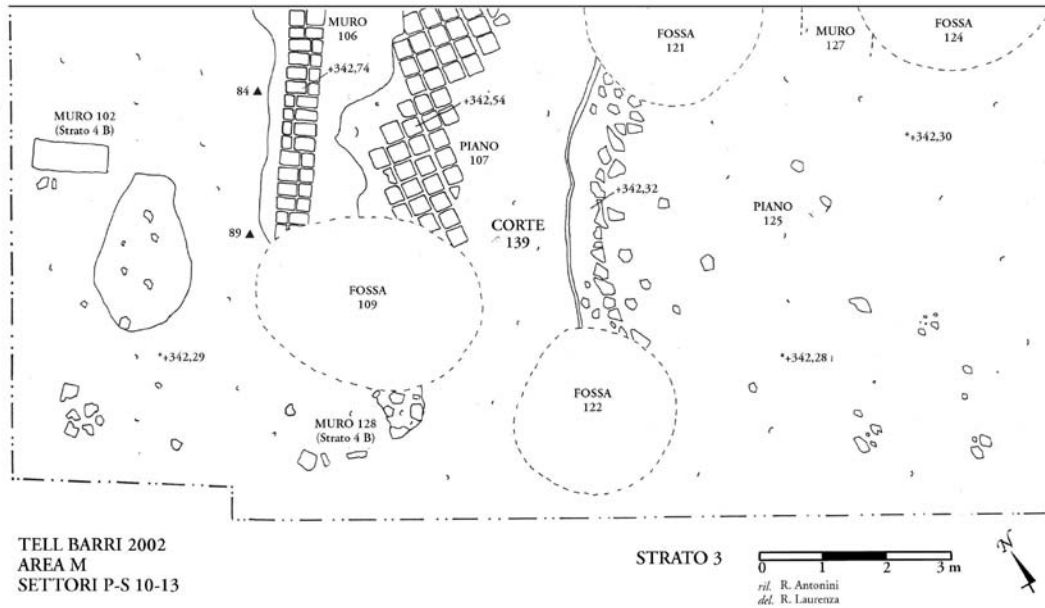 MURO
106
FOSSA
121
MURO
127
FOSSA
124
+342,74
84 ▲
+342,54
MURO 102
(Strato 4 B)
*+342,30
PIANO
107
+342,32
PIANO
125
CORTE
139
89 ▲
FOSSA
109
*+342,29
*+342,28
FOSSA
122
MURO 128
(Strato 4 B)
TELL BARRI 2002
AREA M
SETTORI P-S 10-13
STRATO 3
0 1 2 3 m
ril. R. Antonini
del. R. Laurenza
N